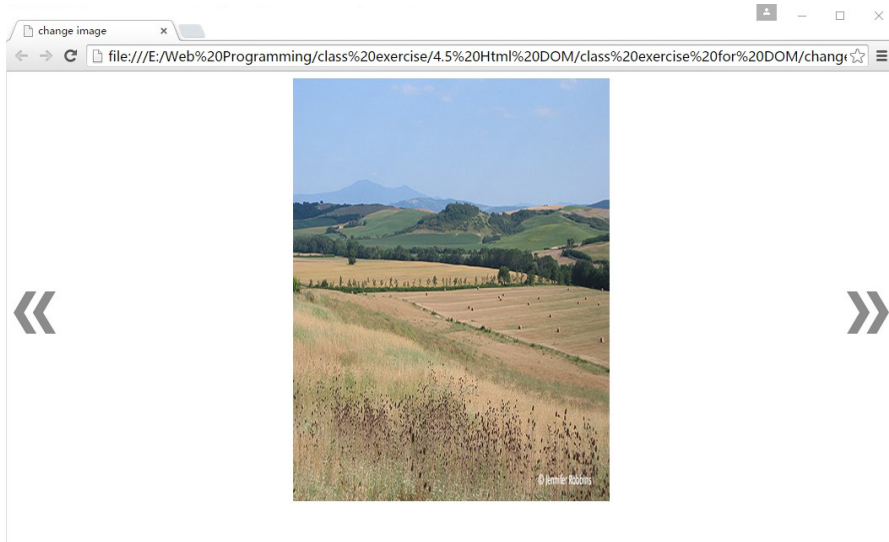 change image
file:///E:/Web%20Programming/class%20exercise/4.5%20Html%20DOM/class%20exercise%20for%20DOM/change
© Jennifer Robbins